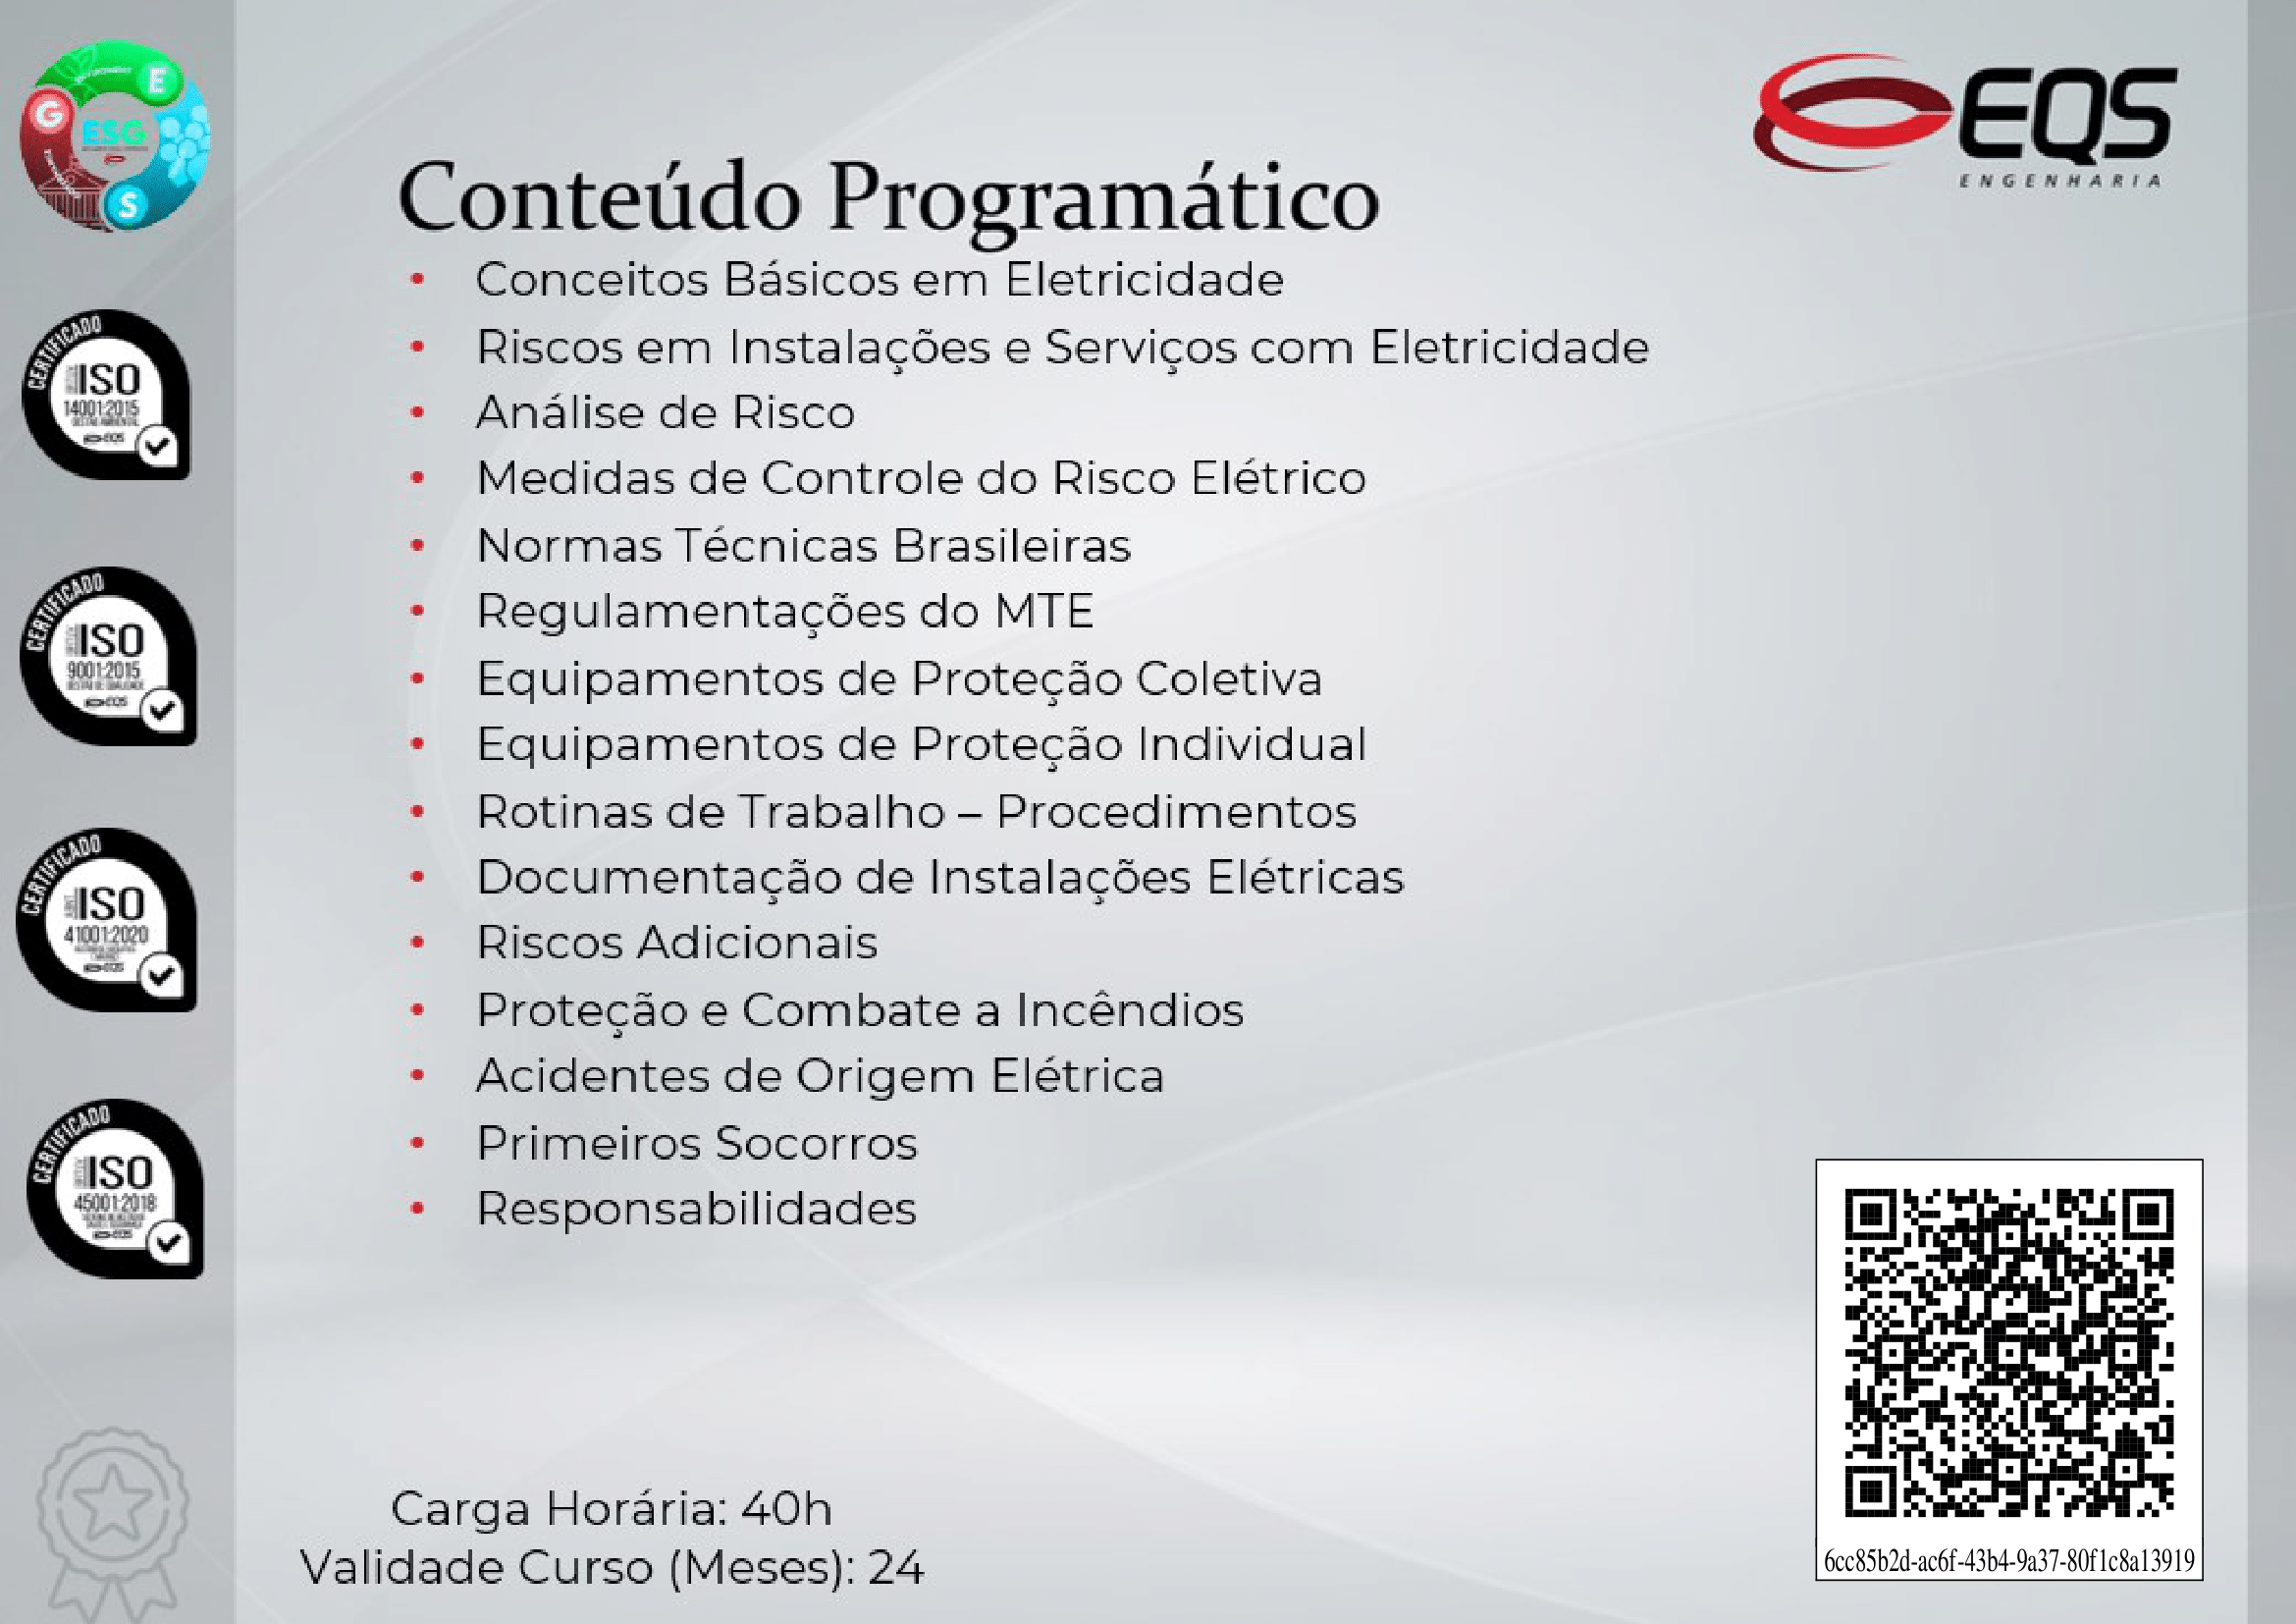 E
G
ESG
S
EQS
ENGENHARIA
Conteúdo Programático
• Conceitos Básicos em Eletricidade
• Riscos em Instalações e Serviços com Eletricidade
• Análise de Risco
• Medidas de Controle do Risco Elétrico
• Normas Técnicas Brasileiras
• Regulamentações do MTE
• Equipamentos de Proteção Coletiva
• Equipamentos de Proteção Individual
• Rotinas de Trabalho – Procedimentos
• Documentação de Instalações Elétricas
• Riscos Adicionais
• Proteção e Combate a Incêndios
• Acidentes de Origem Elétrica
• Primeiros Socorros
• Responsabilidades
CERTIFICADO
ISO
14001:2015
EQS
CERTIFICADO
ISO
9001:2015
EQS
CERTIFICADO
ISO
41001:2020
EQS
CERTIFICADO
ISO
45001:2018
EQS
Carga Horária: 40h
Validade Curso (Meses): 24
6cc85b2d-ac6f-43b4-9a37-80f1c8a13919